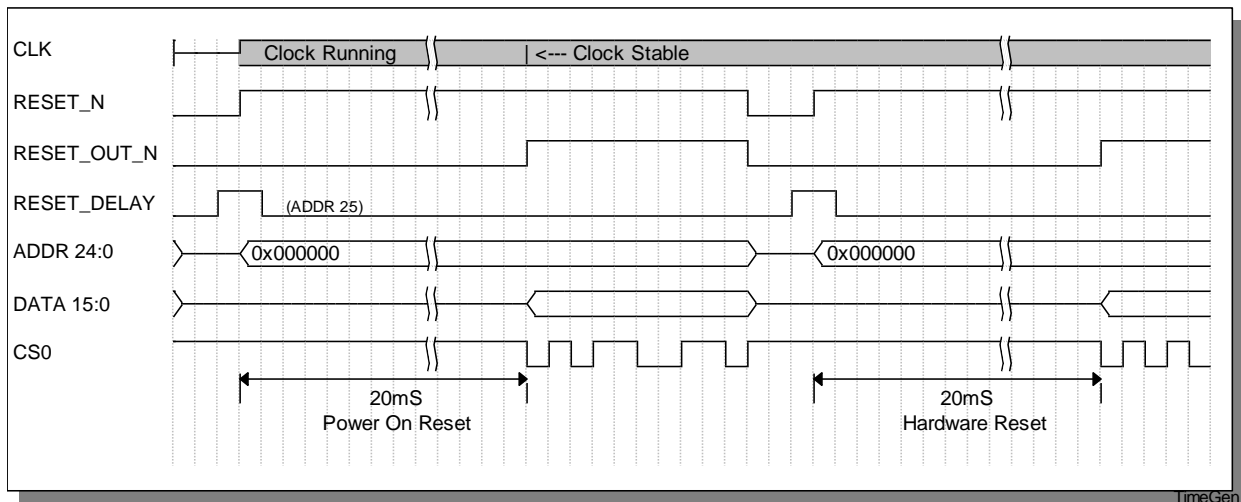 CLK
Clock Running
| <--- Clock Stable
RESET_N
RESET_OUT_N
RESET_DELAY
(ADDR 25)
ADDR 24:0
0x000000
0x000000
DATA 15:0
CS0
20mS
Power On Reset
20mS
Hardware Reset
TimeGen